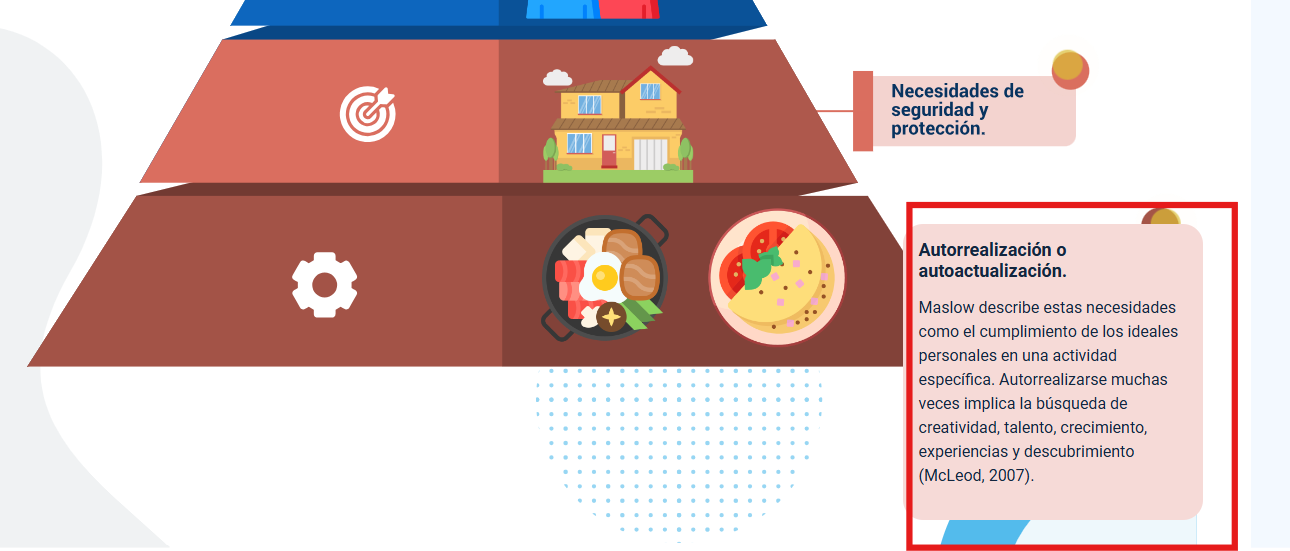 Necesidades de
seguridad y
protección.
Autorrealización o
autoactualización.
Maslow describe estas necesidades
como el cumplimiento de los ideales
personales en una actividad
específica. Autorrealizarse muchas
veces implica la búsqueda de
creatividad, talento, crecimiento,
experiencias y descubrimiento
(McLeod, 2007).